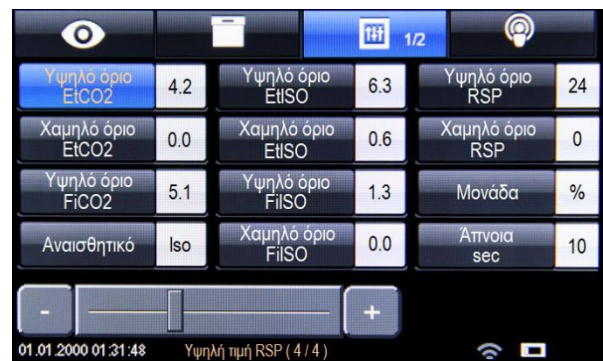 1/2
Υψηλό όριο
EtCO2
4.2
Υψηλό όριο
EtISO
6.3
Υψηλό όριο
RSP
24
Χαμηλό όριο
EtCO2
0.0
Χαμηλό όριο
EtISO
0.6
Χαμηλό όριο
RSP
0
Υψηλό όριο
FiCO2
5.1
Υψηλό όριο
FiISO
1.3
Μονάδα
%
Αναισθητικό
Iso
Χαμηλό όριο
FiISO
0.0
Άπνοια
sec
10
-
+
01.01.2000 01:31:48
Υψηλή τιμή RSP ( 4 / 4 )